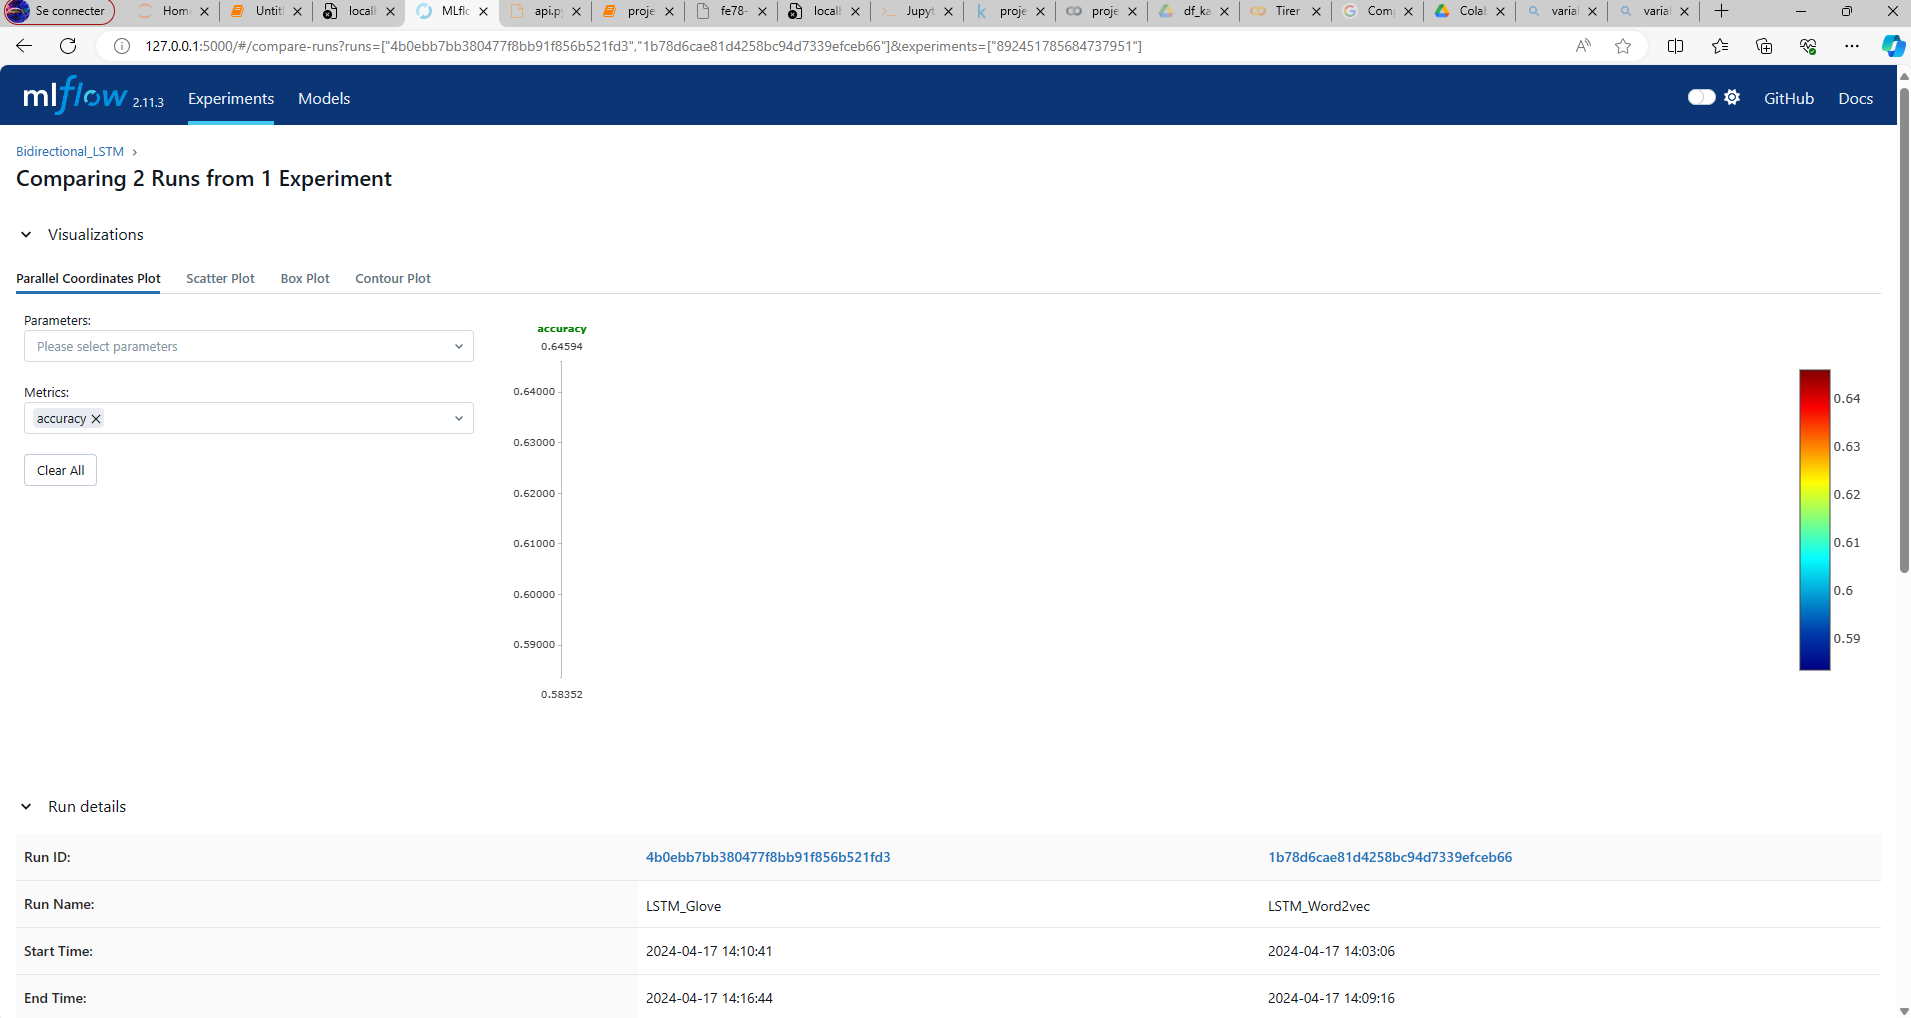 Se connecter
Hom
Untit
local
MLflc
api.p
proje
fe78-
local
Jupyt
proje
proje
df_ka
Tirer
Com
Colab
varial
varial
127.0.0.1:5000/#/compare-runs?runs=["4b0ebb7bb380477f8bb91f856b521fd3","1b78d6cae81d4258bc94d7339efceb66"]&experiments=["892451785684737951"]
mlflow 2.11.3 Experiments Models GitHub Docs
Bidirectional_LSTM ›
Comparing 2 Runs from 1 Experiment
Visualizations
Parallel Coordinates Plot Scatter Plot Box Plot Contour Plot
Parameters:
Please select parameters
Metrics:
accuracy
Clear All
accuracy
0.64594
0.64000
0.63000
0.62000
0.61000
0.60000
0.59000
0.58352
0.64
0.63
0.62
0.61
0.6
0.59
Run details
Run ID: 4b0ebb7bb380477f8bb91f856b521fd3 1b78d6cae81d4258bc94d7339efceb66
Run Name: LSTM_Glove LSTM_Word2vec
Start Time: 2024-04-17 14:10:41 2024-04-17 14:03:06
End Time: 2024-04-17 14:16:44 2024-04-17 14:09:16